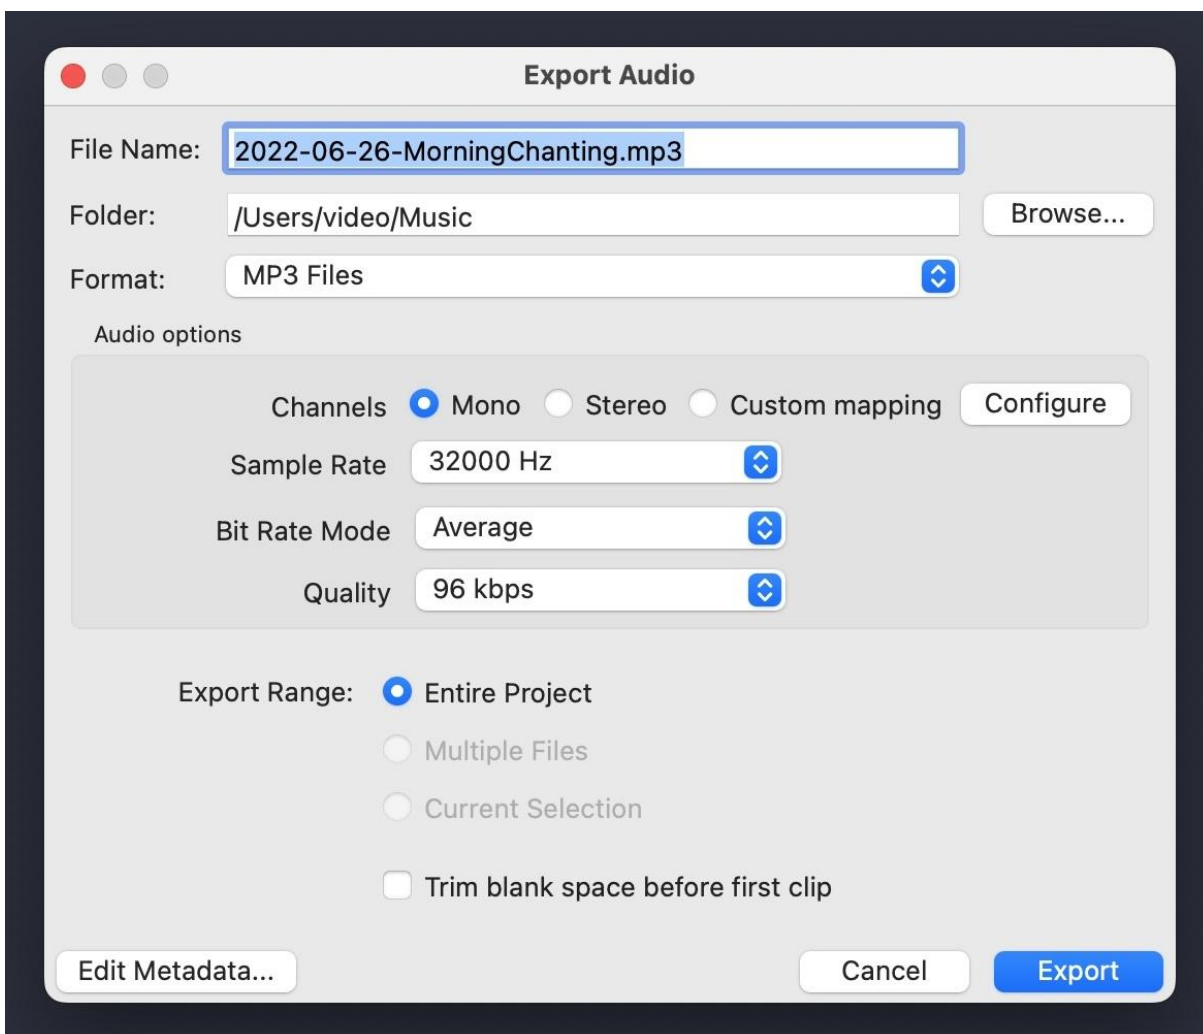 Export Audio
File Name: 2022-06-26-MorningChanting.mp3
Folder: /Users/video/Music Browse...
Format: MP3 Files
Audio options
Channels Mono Stereo Custom mapping Configure
Sample Rate 32000 Hz
Bit Rate Mode Average
Quality 96 kbps
Export Range: Entire Project
Multiple Files
Current Selection
Trim blank space before first clip
Edit Metadata... Cancel Export